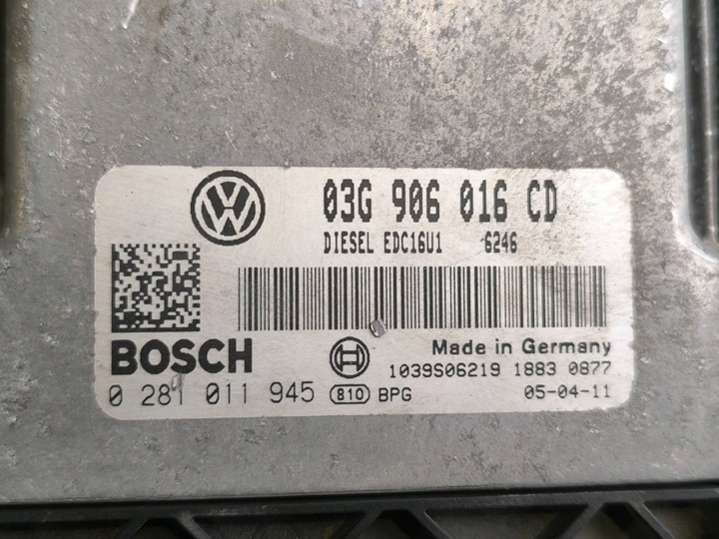 03G 906 016 CD
DIESEL EDC16U1 6246
BOSCH
Made in Germany
1039S06219 1883 0877
0 281 011 945 810 BPG 05-04-11